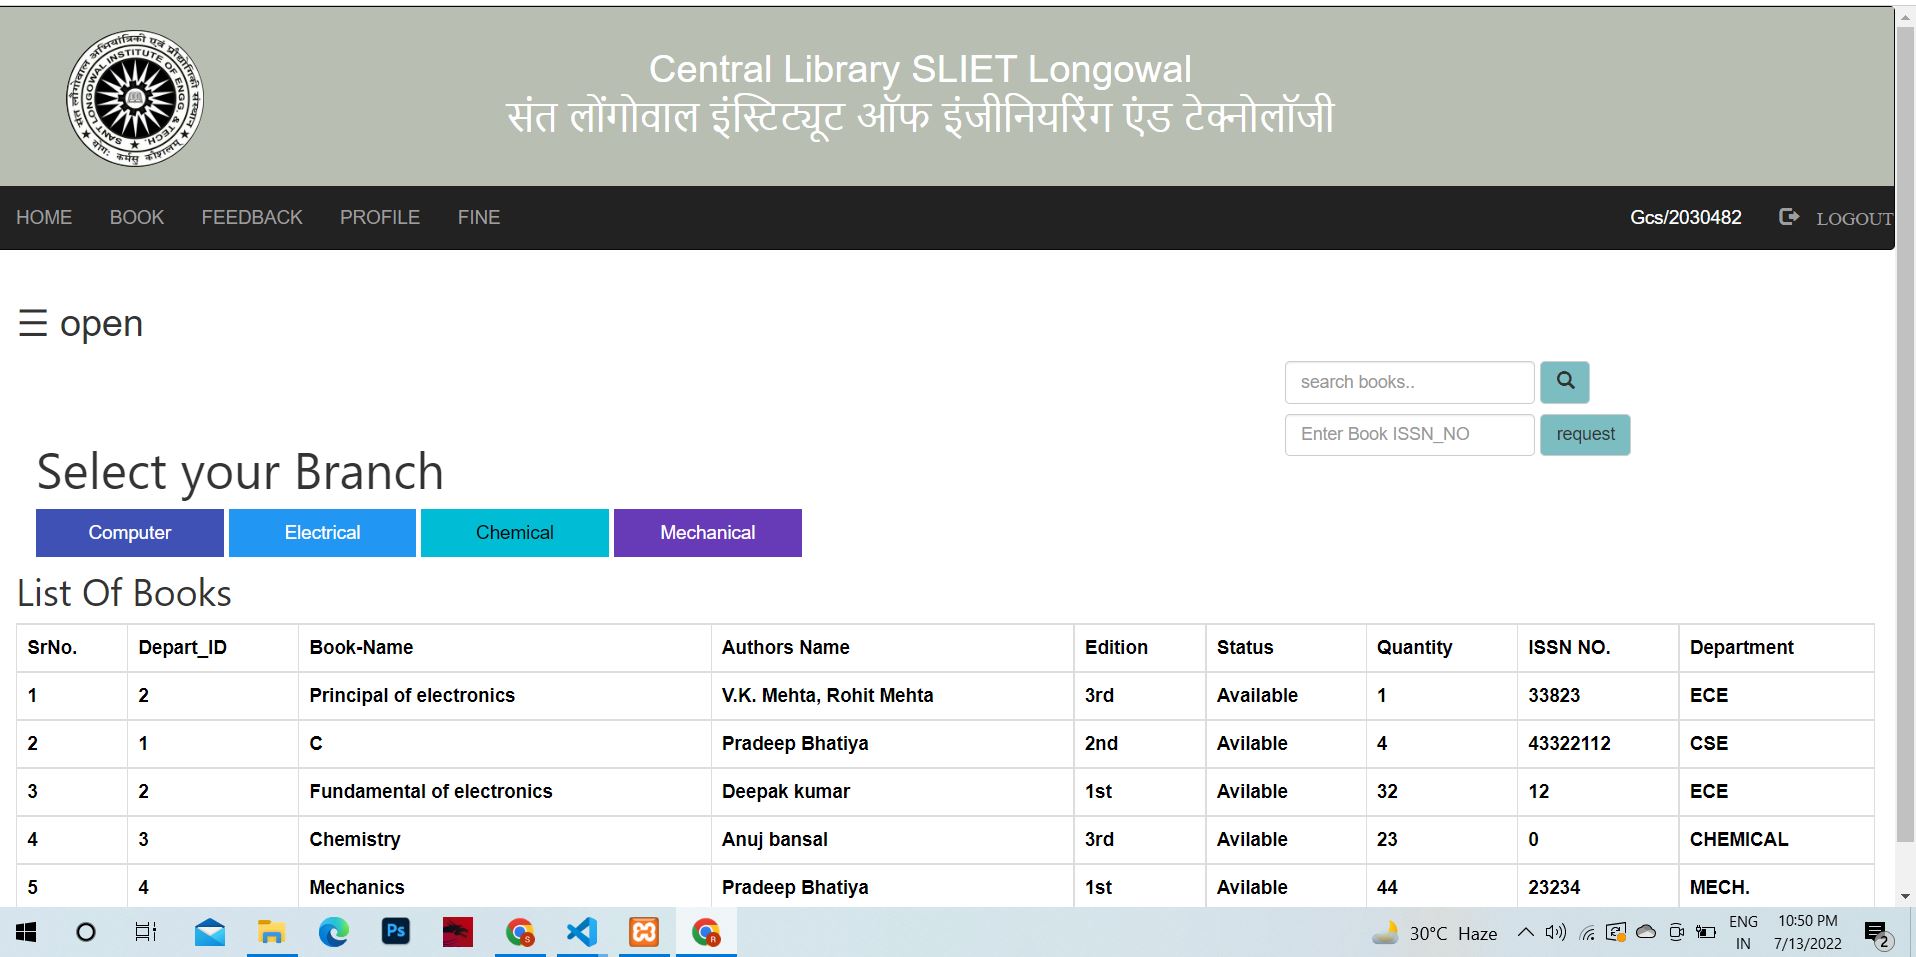 संत लौंगोवाल अभियांत्रिकी एवं प्रौद्योगिकी संस्थान
SANT LONGOWAL INSTITUTE OF ENGG. & TECH.
योगः कर्मसु कौशलम्
Central Library SLIET Longowal
संत लोंगोवाल इंस्टिट्यूट ऑफ इंजीनियरिंग एंड टेक्नोलॉजी
HOME BOOK FEEDBACK PROFILE FINE Gcs/2030482 LOGOUT
☰ open
search books..
Enter Book ISSN_NO request
Select your Branch
Computer Electrical Chemical Mechanical
List Of Books
SrNo. Depart_ID Book-Name Authors Name Edition Status Quantity ISSN NO. Department
1 2 Principal of electronics V.K. Mehta, Rohit Mehta 3rd Available 1 33823 ECE
2 1 C Pradeep Bhatiya 2nd Avilable 4 43322112 CSE
3 2 Fundamental of electronics Deepak kumar 1st Avilable 32 12 ECE
4 3 Chemistry Anuj bansal 3rd Avilable 23 0 CHEMICAL
5 4 Mechanics Pradeep Bhatiya 1st Avilable 44 23234 MECH.
Ps S R 30°C Haze ENG 10:50 PM
IN 7/13/2022 2